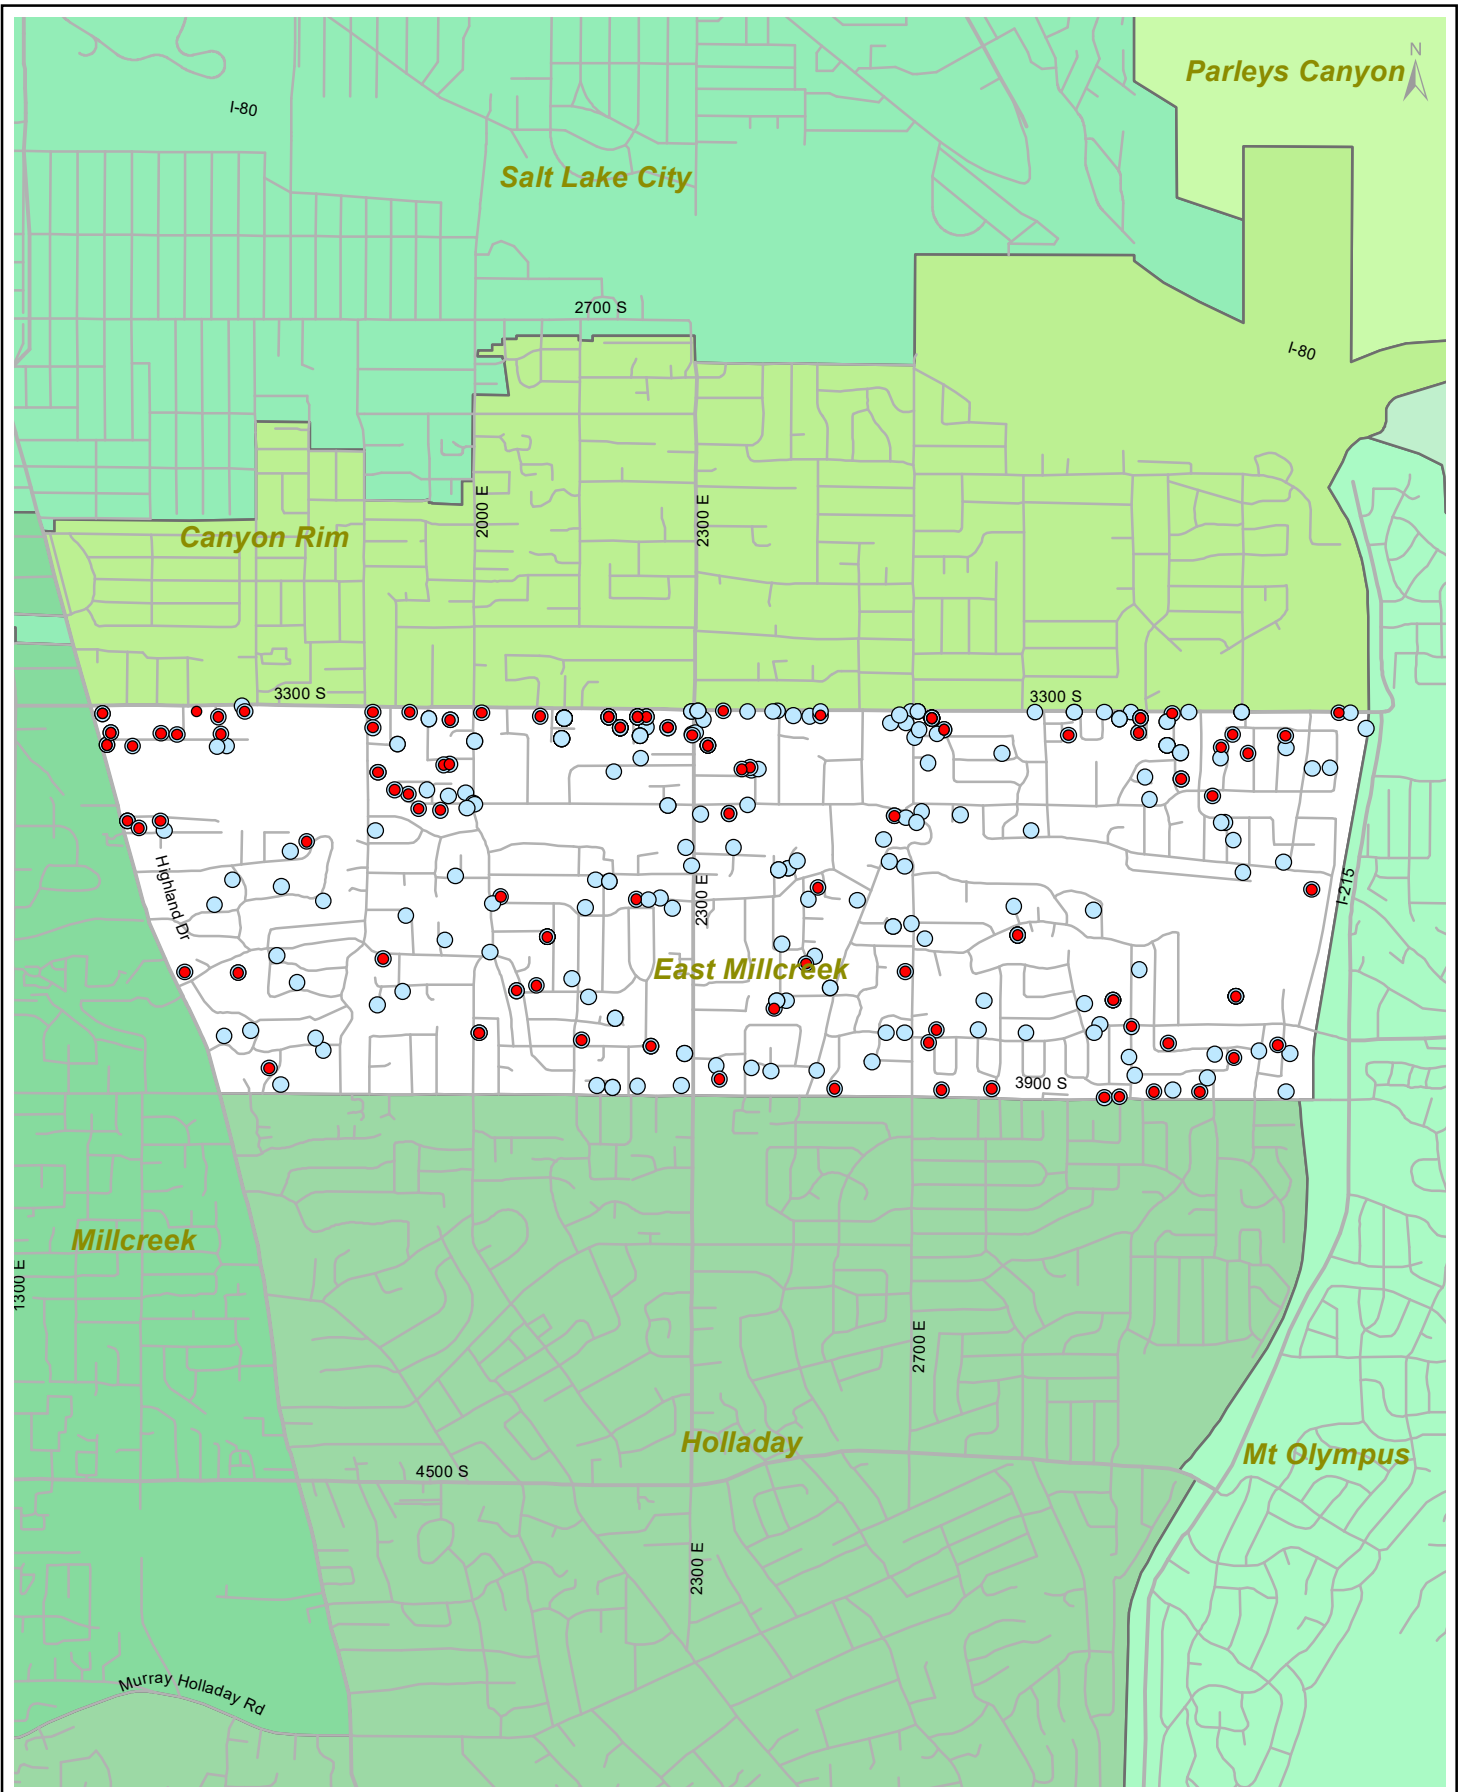 N
Parleys Canyon
I-80
Salt Lake City
2700 S
I-80
2000 E
2300 E
Canyon Rim
3300 S
3300 S
Highland Dr
2300 E
I-215
East Millcreek
3900 S
Millcreek
1300 E
2700 E
Holladay
Mt Olympus
4500 S
2300 E
Murray Holladay Rd